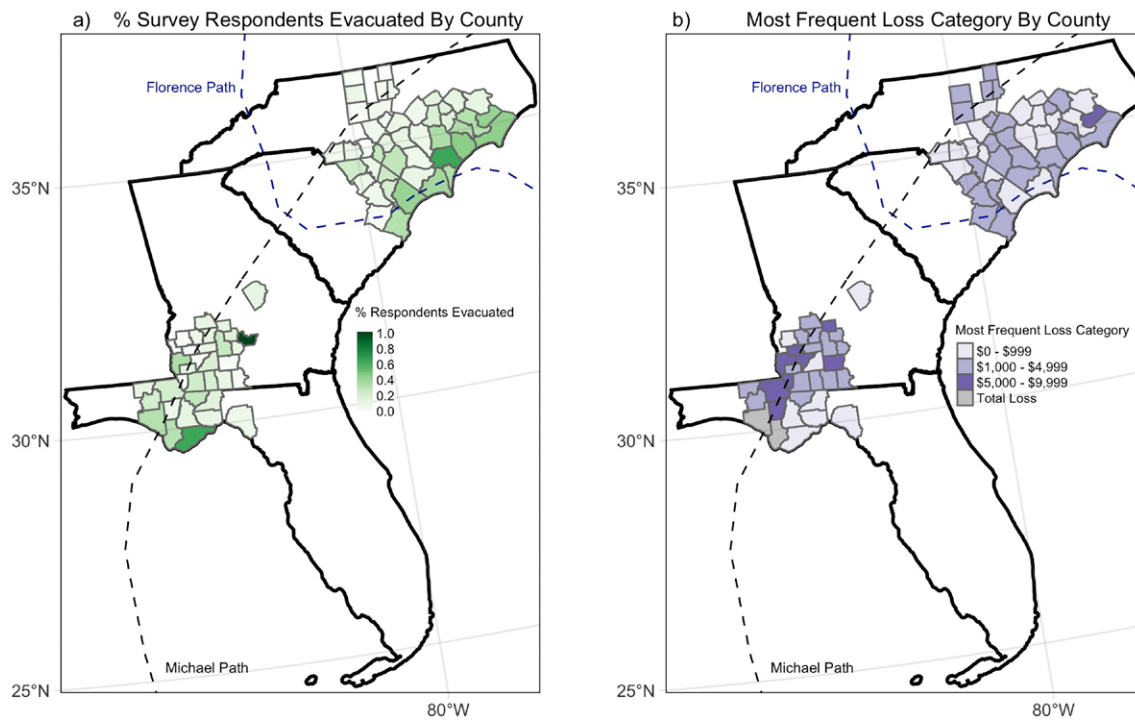 a) % Survey Respondents Evacuated By County
Florence Path
35°N
% Respondents Evacuated
1.0
0.8
0.6
0.4
0.2
0.0
30°N
Michael Path
25°N
80°W
b) Most Frequent Loss Category By County
Florence Path
35°N
Most Frequent Loss Category
$0 - $999
$1,000 - $4,999
$5,000 - $9,999
Total Loss
30°N
Michael Path
25°N
80°W